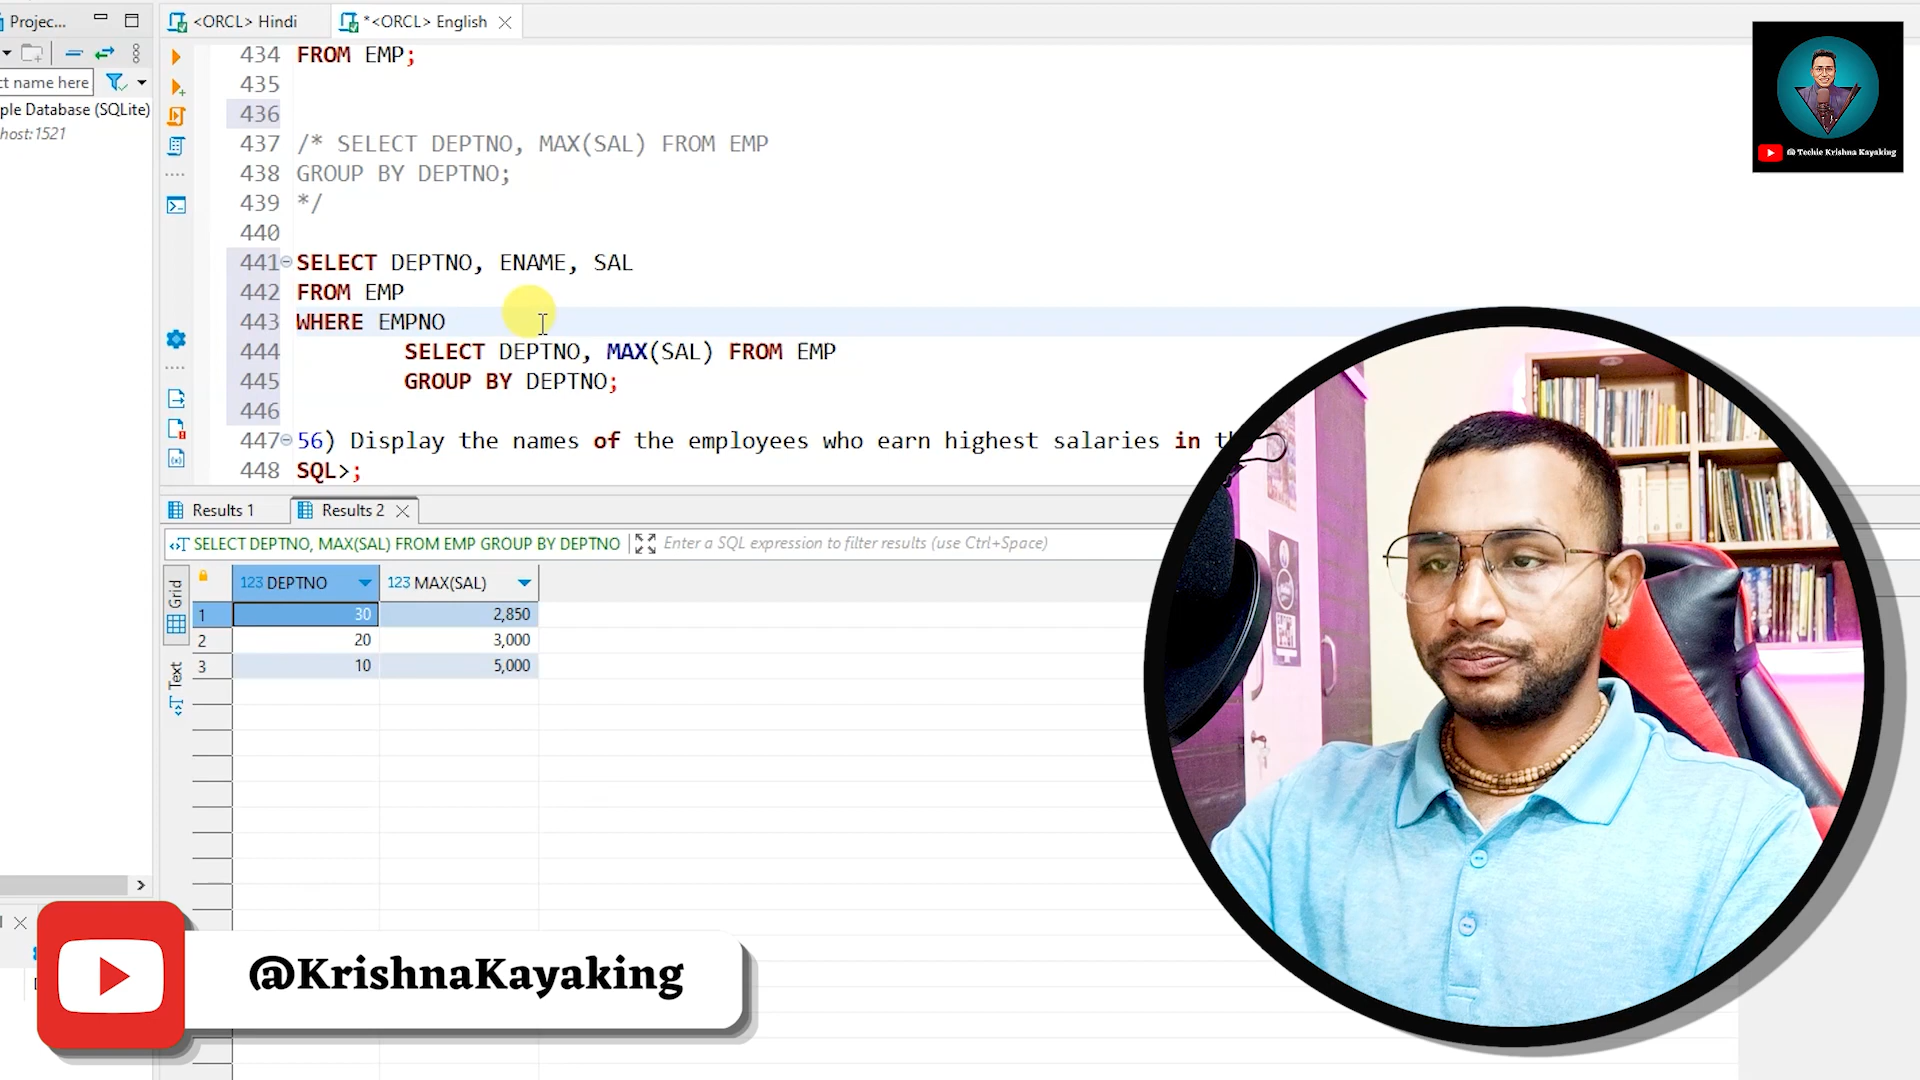 Projec...
<ORCL> Hindi
*<ORCL> English
ct name here
ple Database (SQLite)
host:1521
434 FROM EMP;
435
436
437 /* SELECT DEPTNO, MAX(SAL) FROM EMP
438 GROUP BY DEPTNO;
439 */
440
441 SELECT DEPTNO, ENAME, SAL
442 FROM EMP
443 WHERE EMPNO
444 SELECT DEPTNO, MAX(SAL) FROM EMP
445 GROUP BY DEPTNO;
446
447 56) Display the names of the employees who earn highest salaries in
448 SQL>;
@ Techie Krishna Kayaking
Results 1
Results 2
SELECT DEPTNO, MAX(SAL) FROM EMP GROUP BY DEPTNO
Enter a SQL expression to filter results (use Ctrl+Space)
Grid
Text
123 DEPTNO 123 MAX(SAL)
1 30 2,850
2 20 3,000
3 10 5,000
@KrishnaKayaking